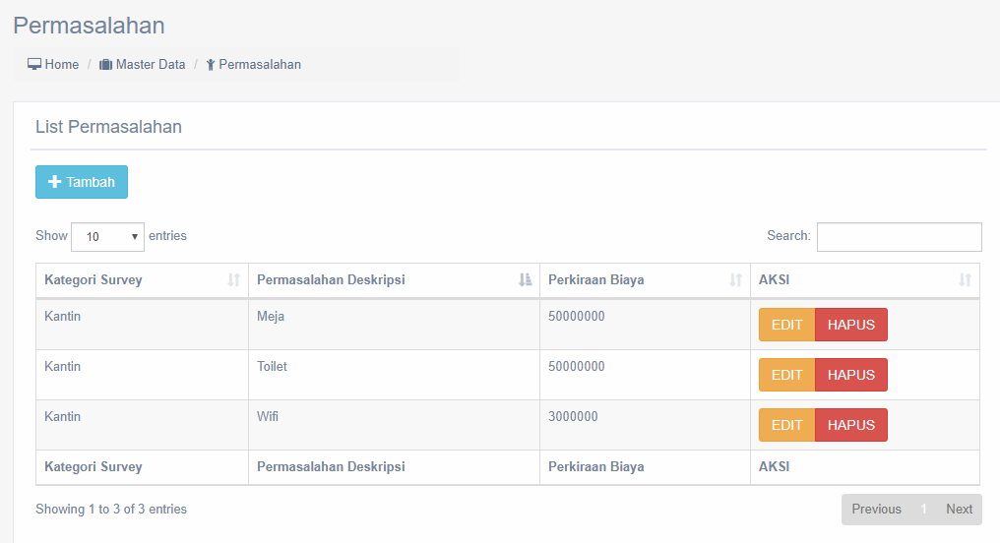 Permasalahan
Home / Master Data / Permasalahan
List Permasalahan
Tambah
Show 10 entries Search:
Kategori Survey Permasalahan Deskripsi Perkiraan Biaya AKSI
Kantin Meja 50000000 EDIT HAPUS
Kantin Toilet 50000000 EDIT HAPUS
Kantin Wifi 3000000 EDIT HAPUS
Kategori Survey Permasalahan Deskripsi Perkiraan Biaya AKSI
Showing 1 to 3 of 3 entries Previous 1 Next